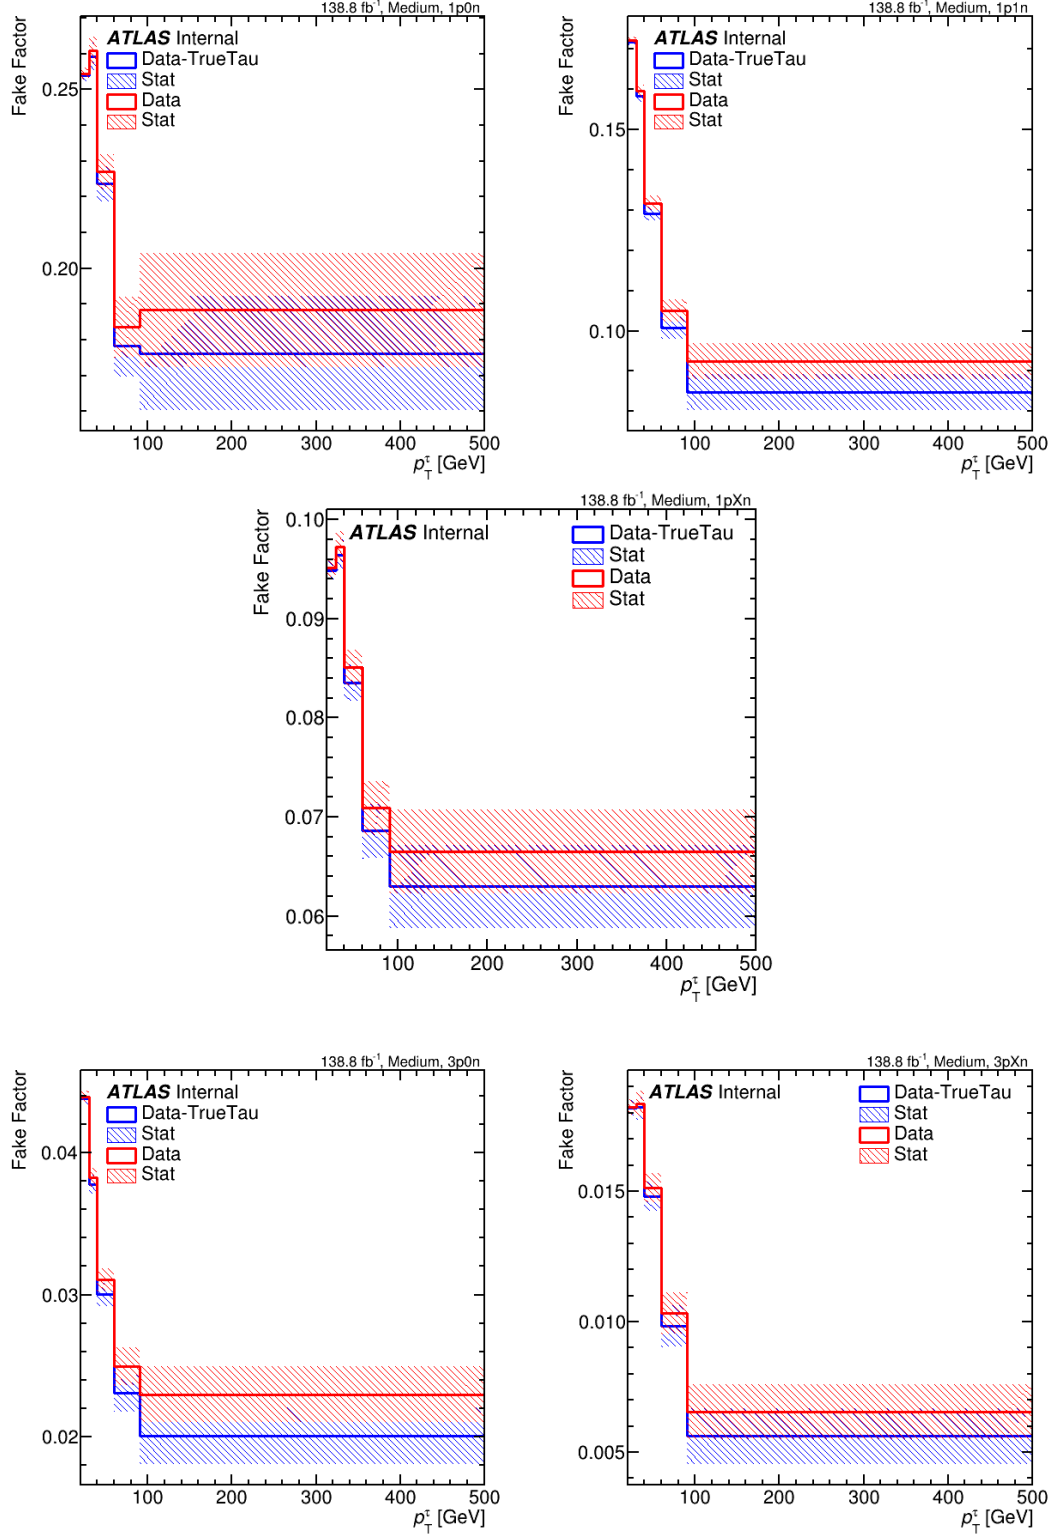 138.8 fb⁻¹, Medium, 1p0n
Fake Factor
ATLAS Internal
Data-TrueTau
Stat
Data
Stat
0.25
0.20
100 200 300 400 500
p_T^τ [GeV]
138.8 fb⁻¹, Medium, 1p1n
Fake Factor
ATLAS Internal
Data-TrueTau
Stat
Data
Stat
0.15
0.10
100 200 300 400 500
p_T^τ [GeV]
138.8 fb⁻¹, Medium, 1pXn
Fake Factor
ATLAS Internal
Data-TrueTau
Stat
Data
Stat
0.10
0.09
0.08
0.07
0.06
100 200 300 400 500
p_T^τ [GeV]
138.8 fb⁻¹, Medium, 3p0n
Fake Factor
ATLAS Internal
Data-TrueTau
Stat
Data
Stat
0.04
0.03
0.02
100 200 300 400 500
p_T^τ [GeV]
138.8 fb⁻¹, Medium, 3pXn
Fake Factor
ATLAS Internal
Data-TrueTau
Stat
Data
Stat
0.015
0.010
0.005
100 200 300 400 500
p_T^τ [GeV]